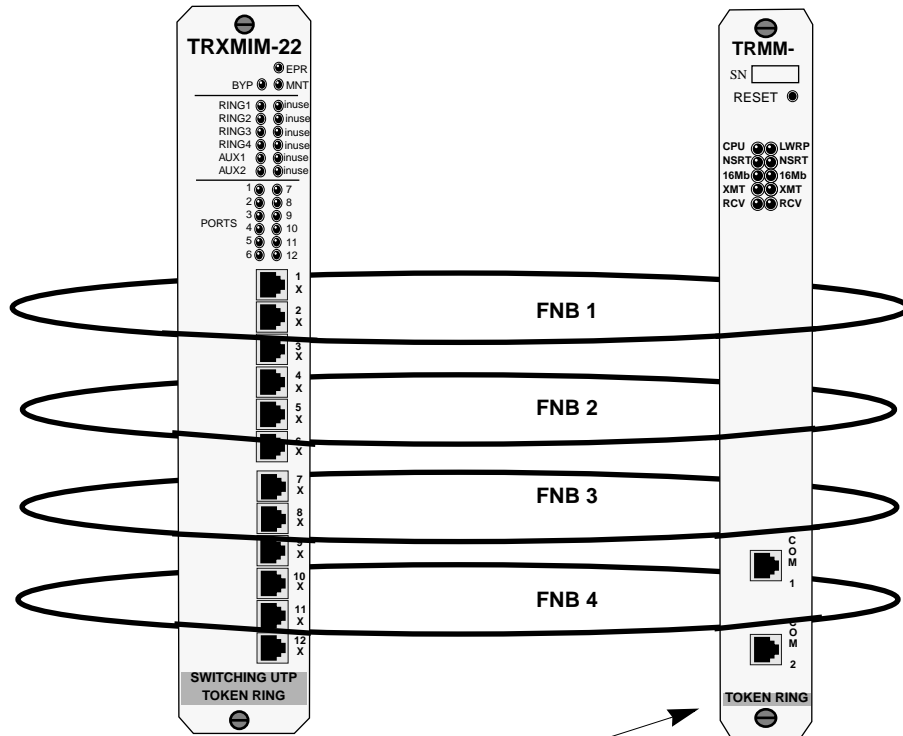 TRXMIM-22
EPR
BYP MNT
RING1 inuse
RING2 inuse
RING3 inuse
RING4 inuse
AUX1 inuse
AUX2 inuse
PORTS
1 7
2 8
3 9
4 10
5 11
6 12
1 X
2 X
3 X
4 X
5 X
6 X
7 X
8 X
9 X
10 X
11 X
12 X
SWITCHING UTP
TOKEN RING
FNB 1
FNB 2
FNB 3
FNB 4
TRMM-
SN
RESET
CPU LWRP
NSRT NSRT
16Mb 16Mb
XMT XMT
RCV RCV
COM 1
COM 2
TOKEN RING